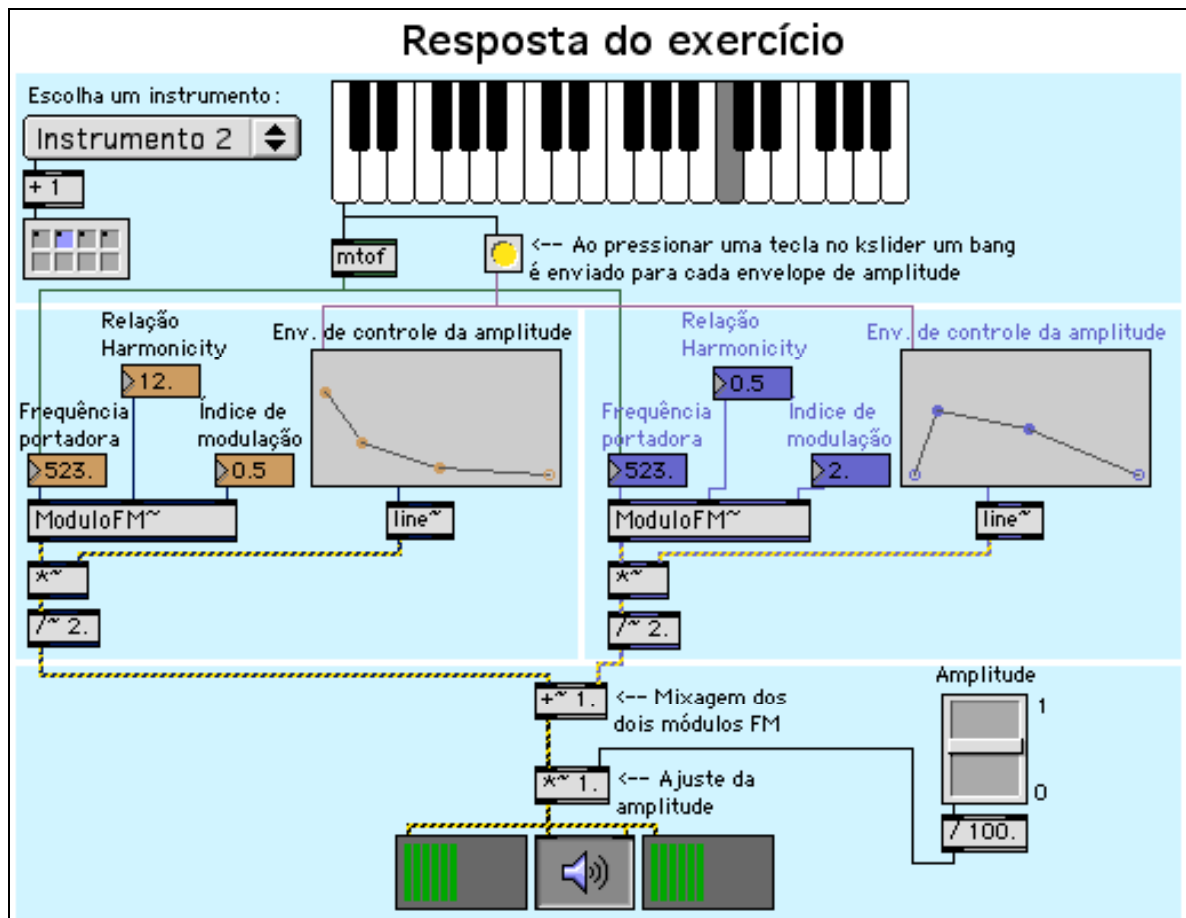 Resposta do exercício
Escolha um instrumento:
Instrumento 2
+ 1
mtof
<-- Ao pressionar uma tecla no kslider um bang
é enviado para cada envelope de amplitude
Relação
Harmonicity
12.
Frequência
portadora
523.
Índice de
modulação
0.5
Env. de controle da amplitude
ModuloFM~
line~
*~
/~ 2.
Relação
Harmonicity
0.5
Frequência
portadora
523.
Índice de
modulação
2.
Env. de controle da amplitude
ModuloFM~
line~
*~
/~ 2.
+~ 1.
<-- Mixagem dos
dois módulos FM
*~ 1.
<-- Ajuste da
amplitude
Amplitude
1
0
/ 100.